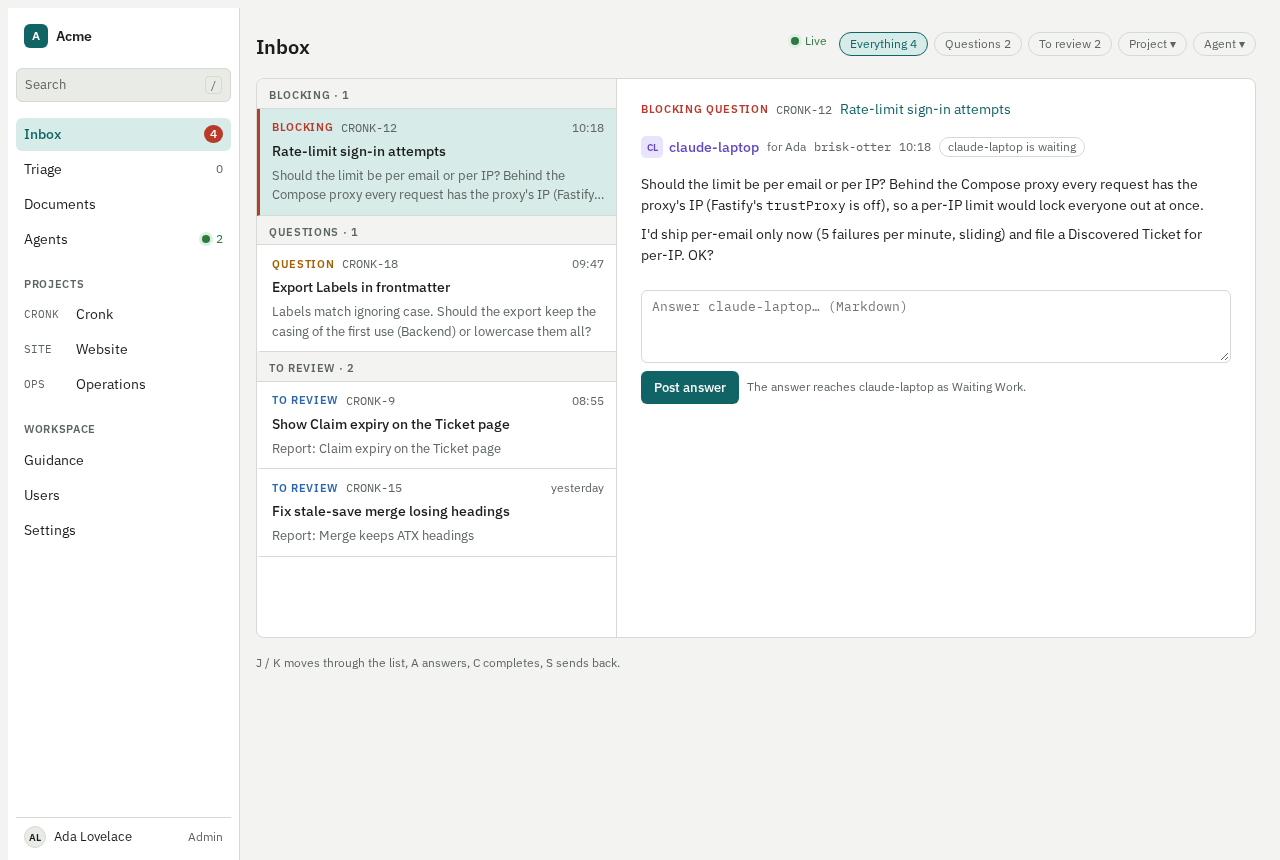 A Acme
Search /
Inbox 4
Triage 0
Documents
Agents 2
PROJECTS
CRONK Cronk
SITE Website
OPS Operations
WORKSPACE
Guidance
Users
Settings
AL Ada Lovelace Admin
Inbox
Live Everything 4 Questions 2 To review 2 Project ▾ Agent ▾
BLOCKING · 1
BLOCKING CRONK-12 10:18
Rate-limit sign-in attempts
Should the limit be per email or per IP? Behind the
Compose proxy every request has the proxy's IP (Fastify…
QUESTIONS · 1
QUESTION CRONK-18 09:47
Export Labels in frontmatter
Labels match ignoring case. Should the export keep the
casing of the first use (Backend) or lowercase them all?
TO REVIEW · 2
TO REVIEW CRONK-9 08:55
Show Claim expiry on the Ticket page
Report: Claim expiry on the Ticket page
TO REVIEW CRONK-15 yesterday
Fix stale-save merge losing headings
Report: Merge keeps ATX headings
BLOCKING QUESTION CRONK-12 Rate-limit sign-in attempts
CL claude-laptop for Ada brisk-otter 10:18 claude-laptop is waiting
Should the limit be per email or per IP? Behind the Compose proxy every request has the
proxy's IP (Fastify's trustProxy is off), so a per-IP limit would lock everyone out at once.
I'd ship per-email only now (5 failures per minute, sliding) and file a Discovered Ticket for
per-IP. OK?
Answer claude-laptop… (Markdown)
Post answer The answer reaches claude-laptop as Waiting Work.
J / K moves through the list, A answers, C completes, S sends back.